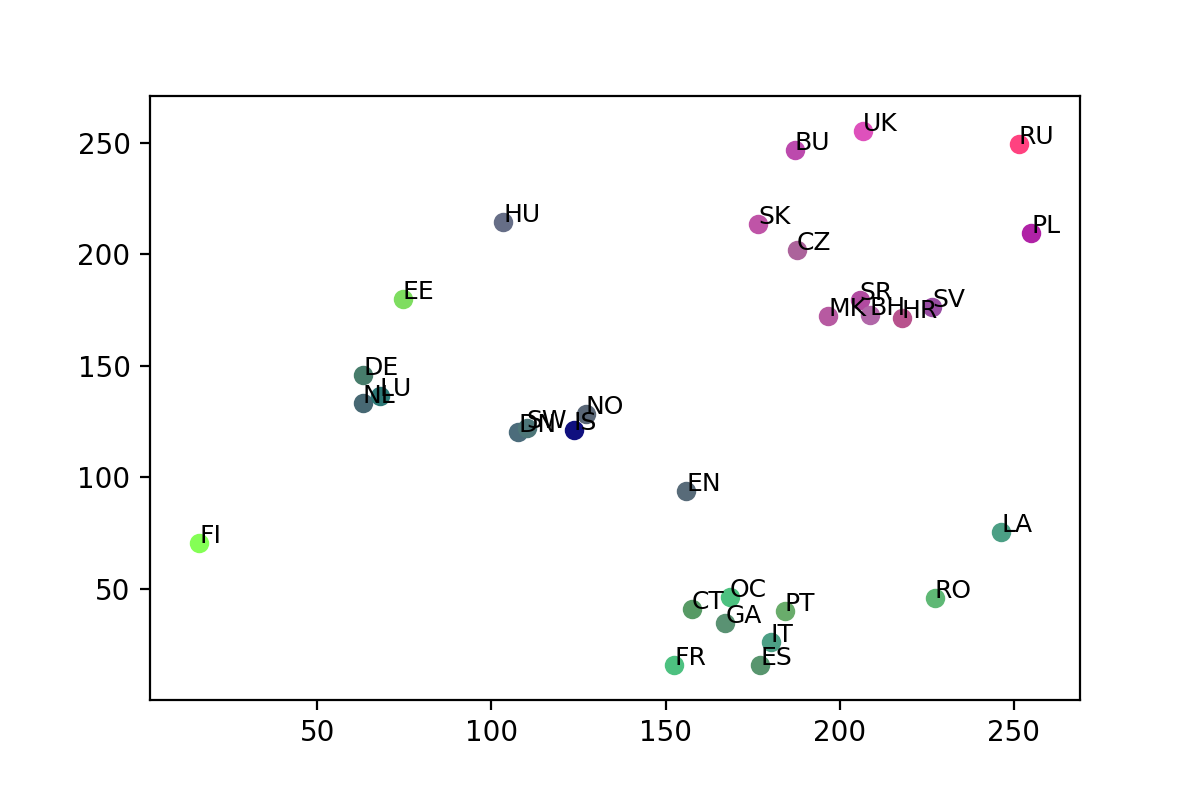 250
200
150
100
50
UK
BU
RU
HU
SK
PL
CZ
EE
SR
SV
MK
BH
HR
DE
LU
NL
NO
SW
IS
DN
EN
LA
FI
OC
RO
CT
PT
GA
IT
FR
ES
50 100 150 200 250